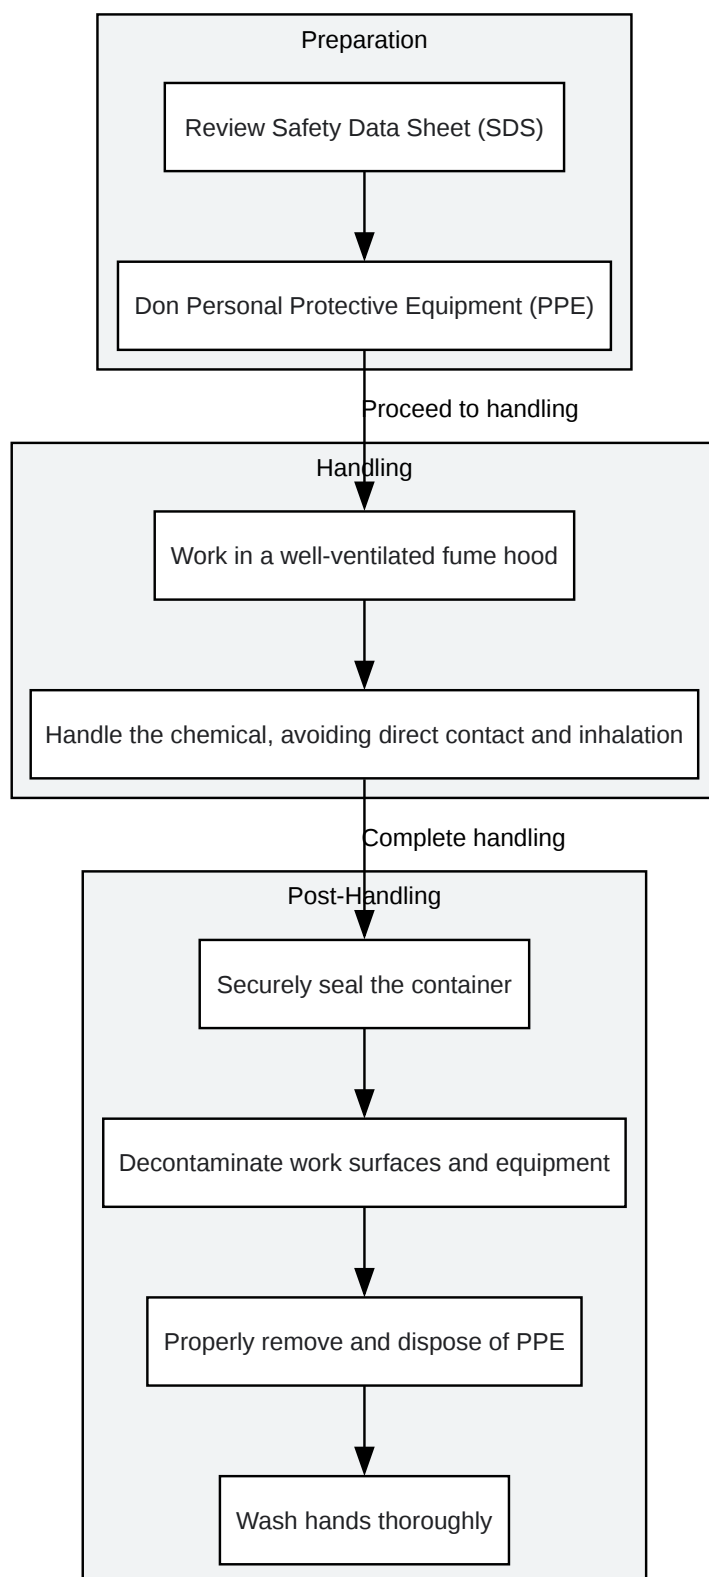 Preparation
Review Safety Data Sheet (SDS)
Don Personal Protective Equipment (PPE)
Proceed to handling
Handling
Work in a well-ventilated fume hood
Handle the chemical, avoiding direct contact and inhalation
Complete handling
Post-Handling
Securely seal the container
Decontaminate work surfaces and equipment
Properly remove and dispose of PPE
Wash hands thoroughly